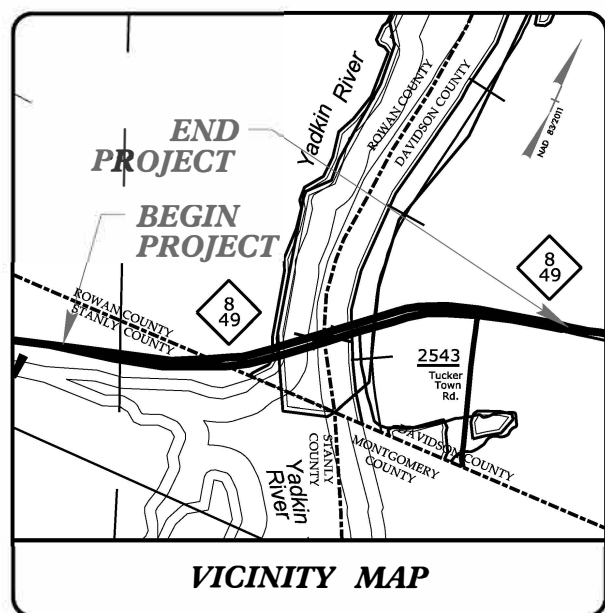 Yadkin River
ROWAN COUNTY
DAVIDSON COUNTY
NAD 83/2011
END
PROJECT
BEGIN
PROJECT
ROWAN COUNTY
STANLY COUNTY
8
49
8
49
2543
Tucker
Town
Rd.
DAVIDSON COUNTY
MONTGOMERY
COUNTY
STANLY
COUNTY
Yadkin
River
VICINITY MAP